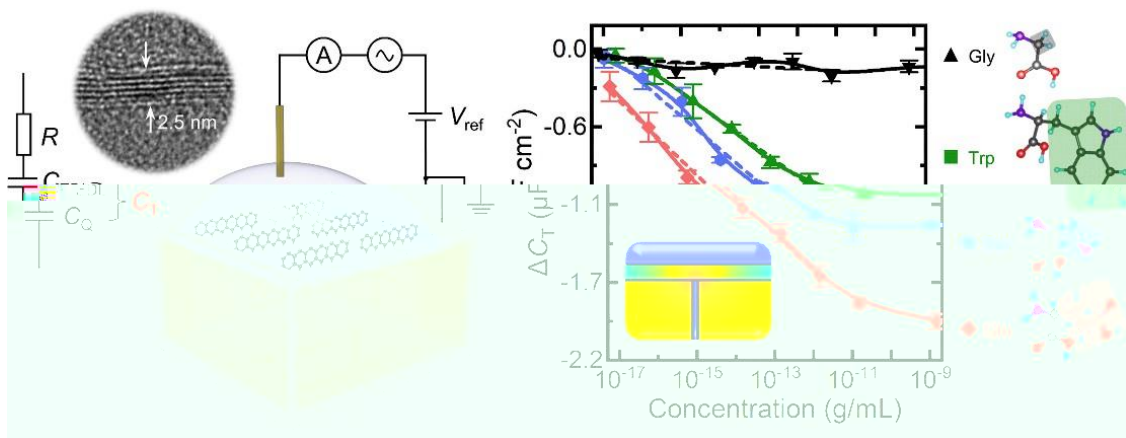 A
2.5 nm
V_ref
R
C_Q
C_T
0.0
-0.6
-1.1
-1.7
-2.2
ΔC_T (μF cm⁻²)
10⁻¹⁷ 10⁻¹⁵ 10⁻¹³ 10⁻¹¹ 10⁻⁹
Concentration (g/mL)
Gly
Trp